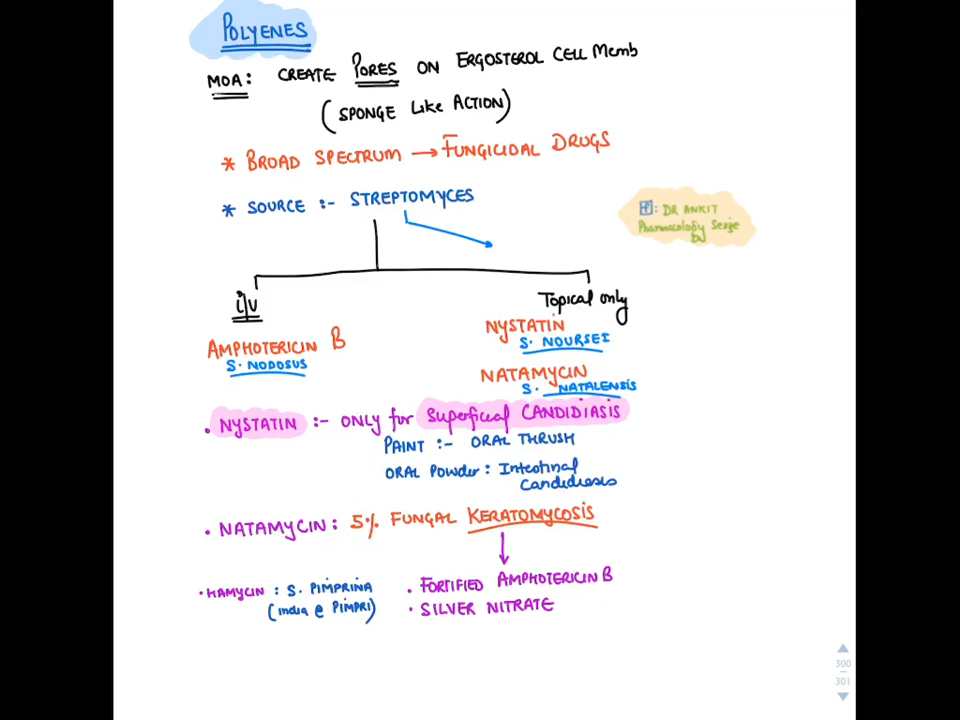 POLYENES
MOA: CREATE PORES ON ERGOSTEROL CELL Memb
(SPONGE Like ACTION)
* BROAD SPECTRUM → FUNGICIDAL DRUGS
* SOURCE :- STREPTOMYCES
f: DR ANKIT
Pharmacology Serje
by
i/v
Topical only
AMPHOTERICIN B
S. NODOSUS
NYSTATIN
S. NOURSEI
NATAMYCIN
S. NATALENSIS
. NYSTATIN :- ONLY for Superficial CANDIDIASIS
PAINT :- ORAL THRUSH
ORAL Powder : Intestinal
Candidiasis
. NATAMYCIN : 5% FUNGAL KERATOMYCOSIS
. HAMYCIN : S. PIMPRINA
(India @ PIMPRI)
. FORTIFIED AMPHOTERICIN B
. SILVER NITRATE
300
301